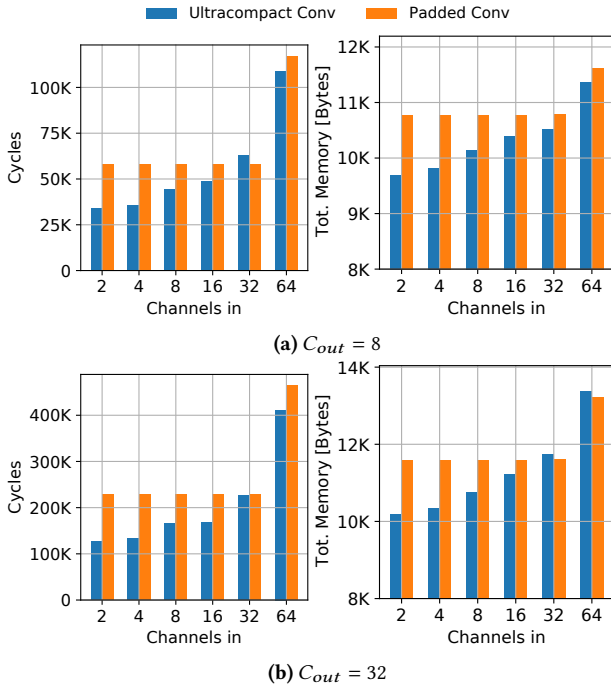 Ultracompact Conv Padded Conv
Cycles
100K
75K
50K
25K
0
2 4 8 16 32 64
Channels in
Tot. Memory [Bytes]
12K
11K
10K
9K
8K
2 4 8 16 32 64
Channels in
(a) C_out = 8
Cycles
400K
300K
200K
100K
0
2 4 8 16 32 64
Channels in
Tot. Memory [Bytes]
14K
12K
10K
8K
2 4 8 16 32 64
Channels in
(b) C_out = 32